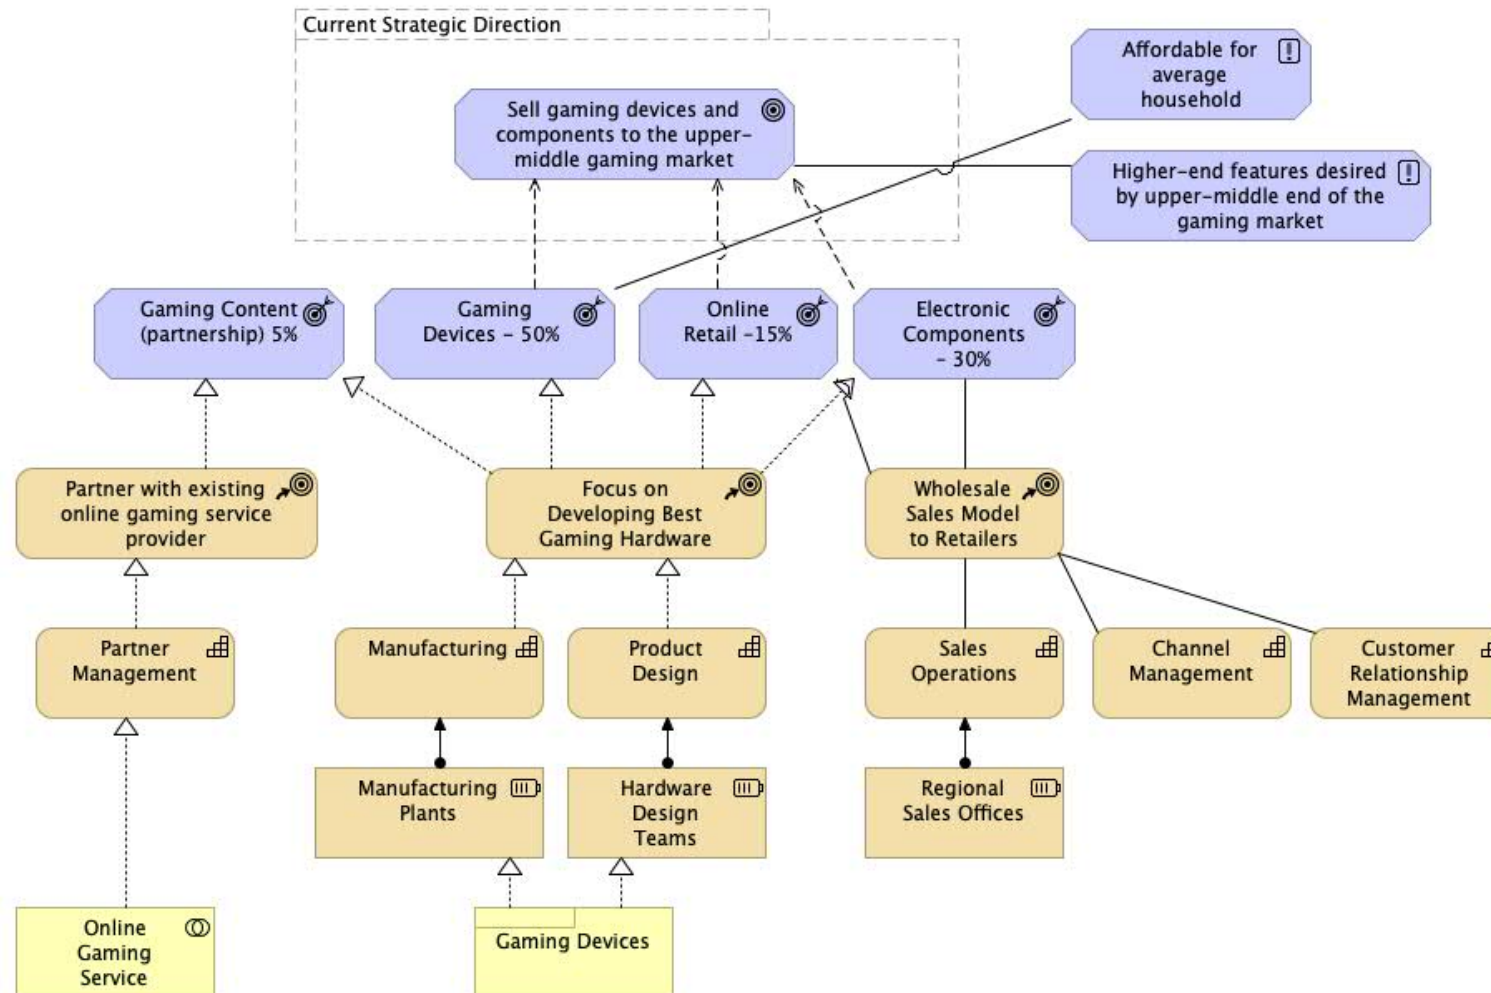 Current Strategic Direction
Affordable for
average
household
Sell gaming devices and
components to the upper-
middle gaming market
Higher-end features desired
by upper-middle end of the
gaming market
Gaming Content
(partnership) 5%
Gaming
Devices - 50%
Online
Retail -15%
Electronic
Components
- 30%
Partner with existing
online gaming service
provider
Focus on
Developing Best
Gaming Hardware
Wholesale
Sales Model
to Retailers
Partner
Management
Manufacturing
Product
Design
Sales
Operations
Channel
Management
Customer
Relationship
Management
Manufacturing
Plants
Hardware
Design
Teams
Regional
Sales Offices
Online
Gaming
Service
Gaming Devices